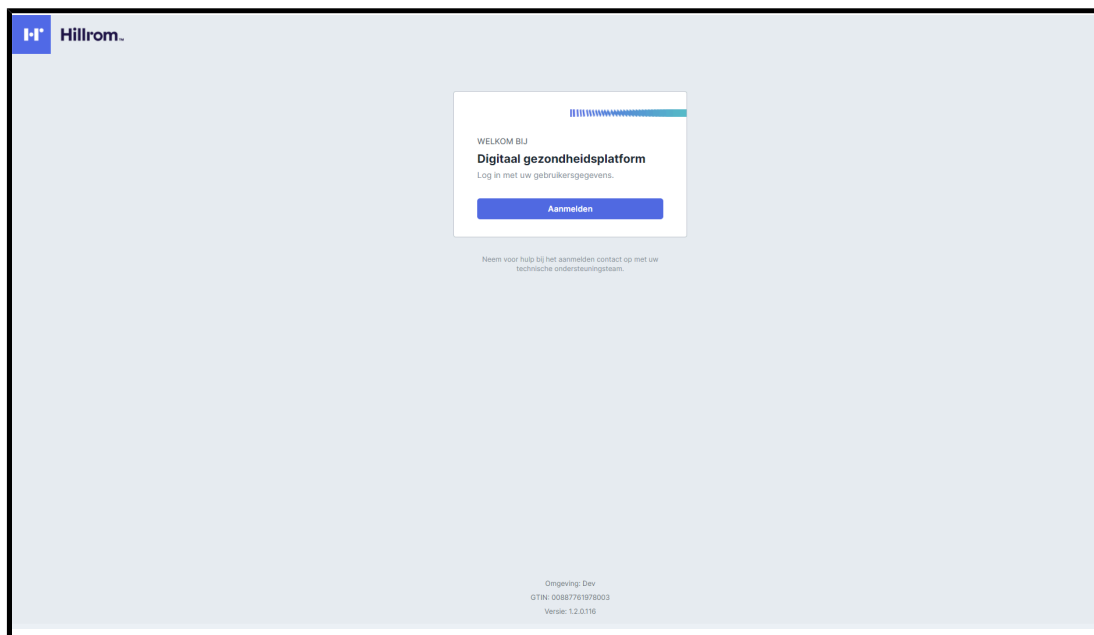 Hillrom™
WELKOM BIJ
Digitaal gezondheidsplatform
Log in met uw gebruikersgegevens.
Aanmelden
Neem voor hulp bij het aanmelden contact op met uw
technische ondersteuningsteam.
Omgeving: Dev
GTIN: 00887761978003
Versie: 1.2.0.116